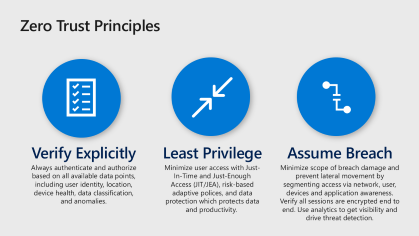 Zero Trust Principles
Verify Explicitly
Always authenticate and authorize
based on all available data points,
including user identity, location,
device health, data classification,
and anomalies.
Least Privilege
Minimize user access with Just-
In-Time and Just-Enough
Access (JIT/JEA), risk-based
adaptive polices, and data
protection which protects data
and productivity.
Assume Breach
Minimize scope of breach damage and
prevent lateral movement by
segmenting access via network, user,
devices and application awareness.
Verify all sessions are encrypted end to
end. Use analytics to get visibility and
drive threat detection.